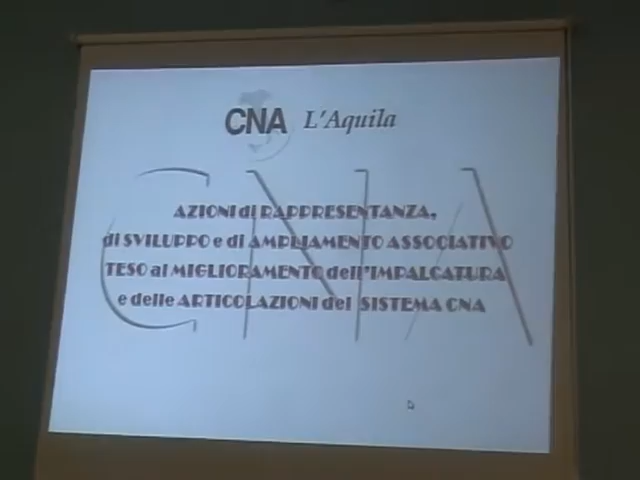 CNA L'Aquila
AZIONI di RAPPRESENTANZA,
di SVILUPPO e di AMPLIAMENTO ASSOCIATIVO
TESO al MIGLIORAMENTO dell'IMPALCATURA
e delle ARTICOLAZIONI del SISTEMA CNA
CNA